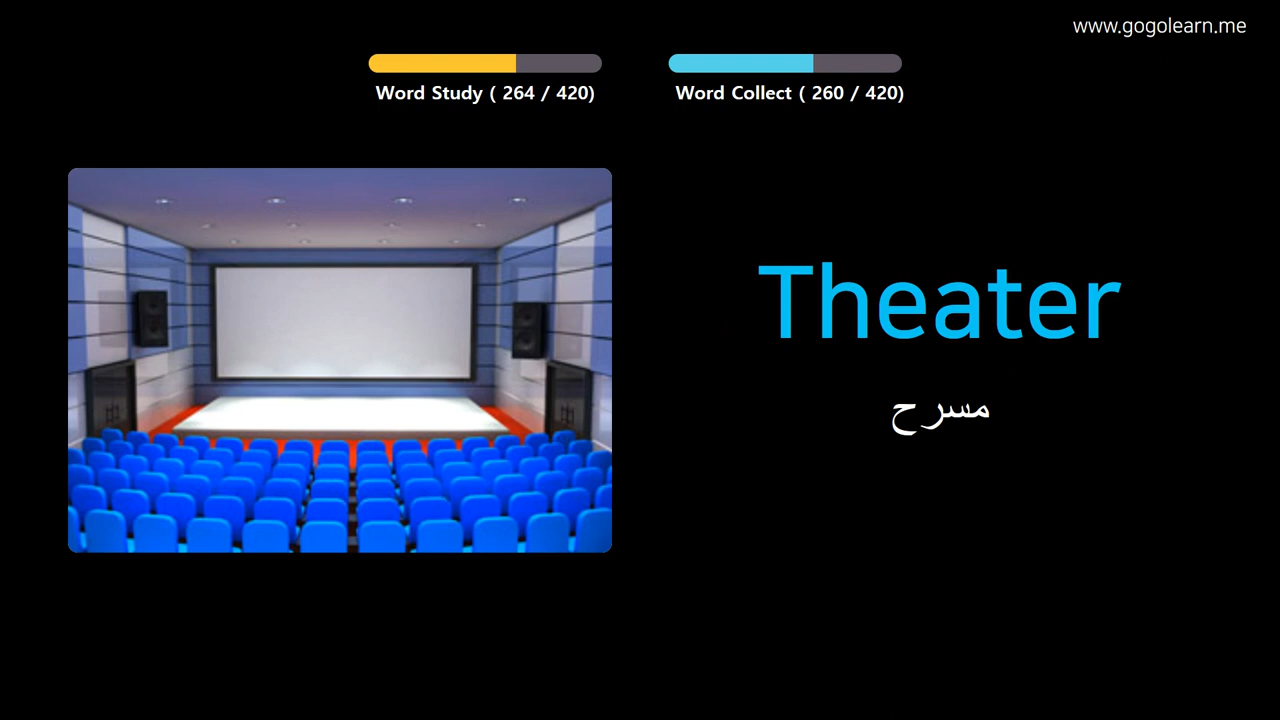 www.gogolearn.me
Word Study ( 264 / 420)
Word Collect ( 260 / 420)
Theater
مسرح